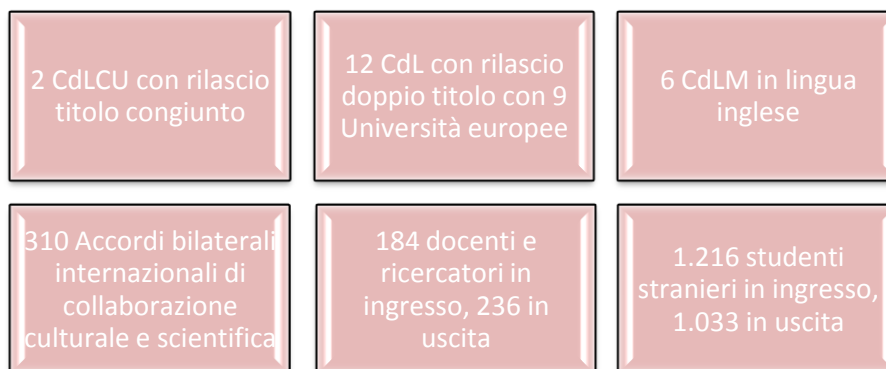 2 CdLCU con rilascio
titolo congiunto
12 CdL con rilascio
doppio titolo con 9
Università europee
6 CdLM in lingua
inglese
310 Accordi bilaterali
internazionali di
collaborazione
culturale e scientifica
184 docenti e
ricercatori in
ingresso, 236 in
uscita
1.216 studenti
stranieri in ingresso,
1.033 in uscita